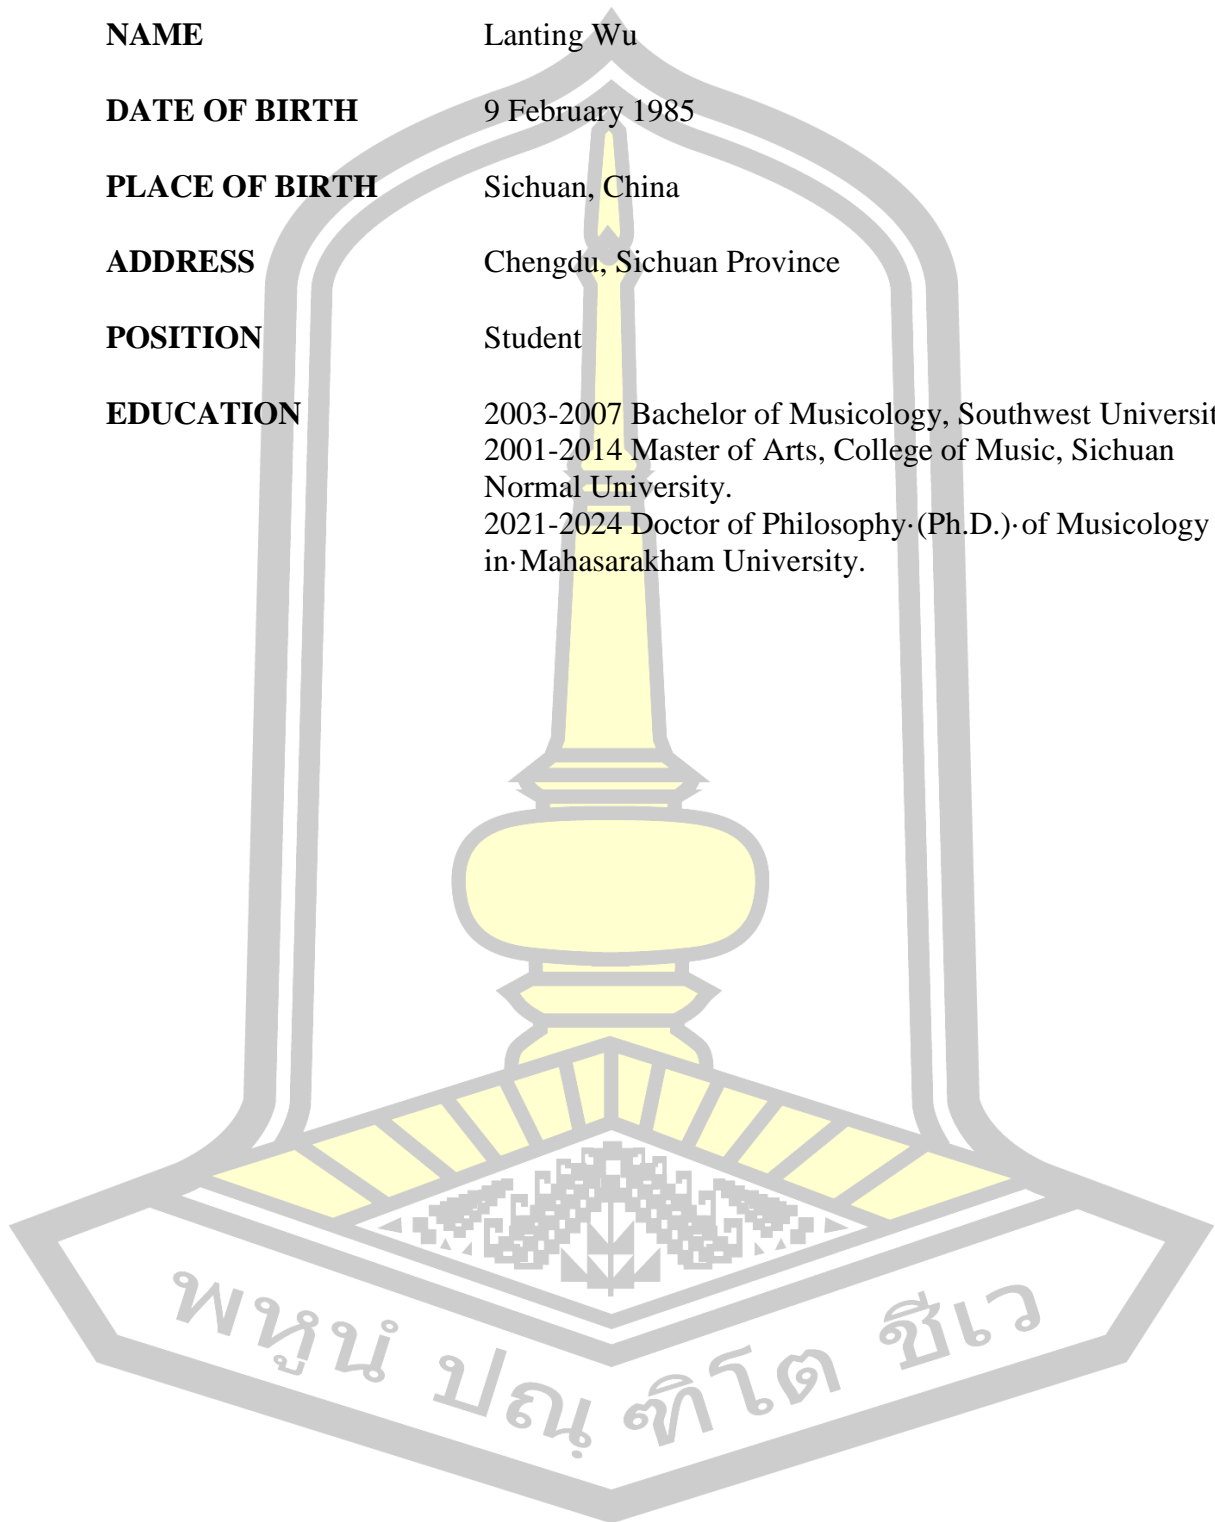 NAME Lanting Wu
DATE OF BIRTH 9 February 1985
PLACE OF BIRTH Sichuan, China
ADDRESS Chengdu, Sichuan Province
POSITION Student
EDUCATION 2003-2007 Bachelor of Musicology, Southwest Universit
2001-2014 Master of Arts, College of Music, Sichuan
Normal University.
2021-2024 Doctor of Philosophy·(Ph.D.)·of Musicology
in·Mahasarakham University.
พหูนํ ปณฺฑิโต ชีเว